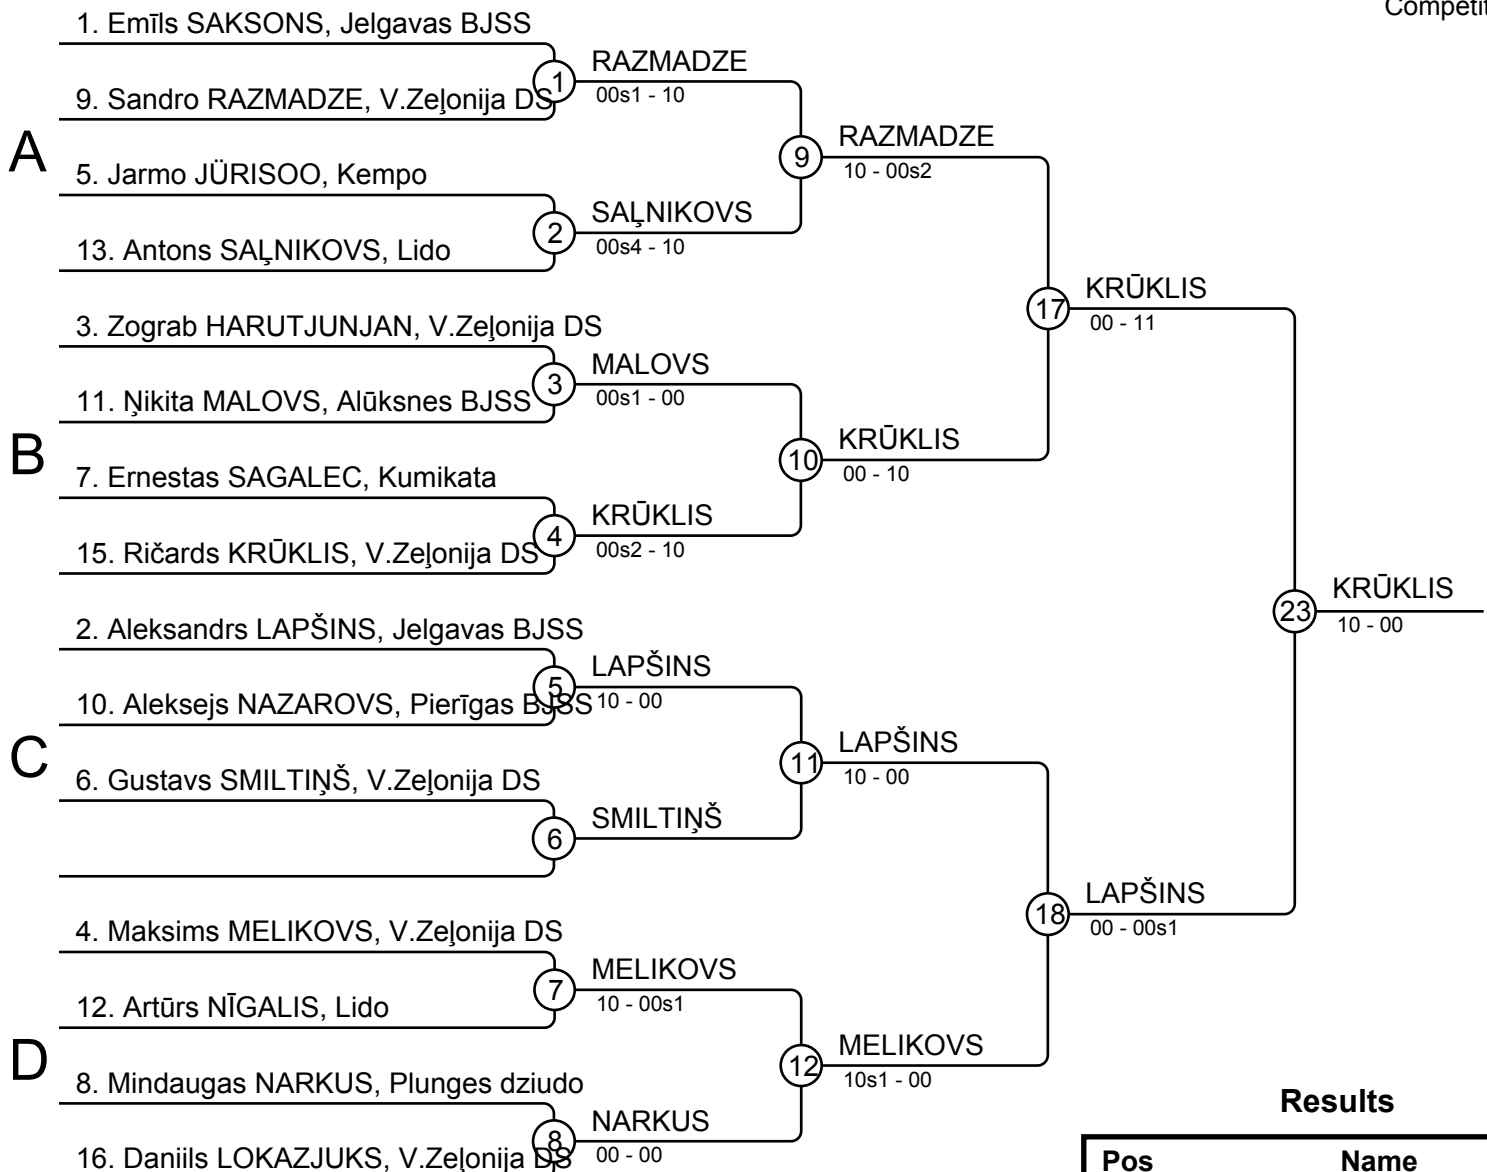 Competit
1. Emīls SAKSONS, Jelgavas BJSS
9. Sandro RAZMADZE, V.Zeļonija DS
1
RAZMADZE
00s1 - 10
A
5. Jarmo JÜRISOO, Kempo
13. Antons SAĻNIKOVS, Lido
2
SAĻNIKOVS
00s4 - 10
9
RAZMADZE
10 - 00s2
3. Zograb HARUTJUNJAN, V.Zeļonija DS
11. Ņikita MALOVS, Alūksnes BJSS
3
MALOVS
00s1 - 00
B
7. Ernestas SAGALEC, Kumikata
15. Ričards KRŪKLIS, V.Zeļonija DS
4
KRŪKLIS
00s2 - 10
10
KRŪKLIS
00 - 10
17
KRŪKLIS
00 - 11
2. Aleksandrs LAPŠINS, Jelgavas BJSS
10. Aleksejs NAZAROVS, Pierīgas BJSS
5
LAPŠINS
10 - 00
C
6. Gustavs SMILTIŅŠ, V.Zeļonija DS
6
SMILTIŅŠ
11
LAPŠINS
10 - 00
4. Maksims MELIKOVS, V.Zeļonija DS
12. Artūrs NĪGALIS, Lido
7
MELIKOVS
10 - 00s1
D
8. Mindaugas NARKUS, Plunges dziudo
16. Daniils LOKAZJUKS, V.Zeļonija DS
8
NARKUS
00 - 00
12
MELIKOVS
10s1 - 00
18
LAPŠINS
00 - 00s1
23
KRŪKLIS
10 - 00
Results
Pos Name